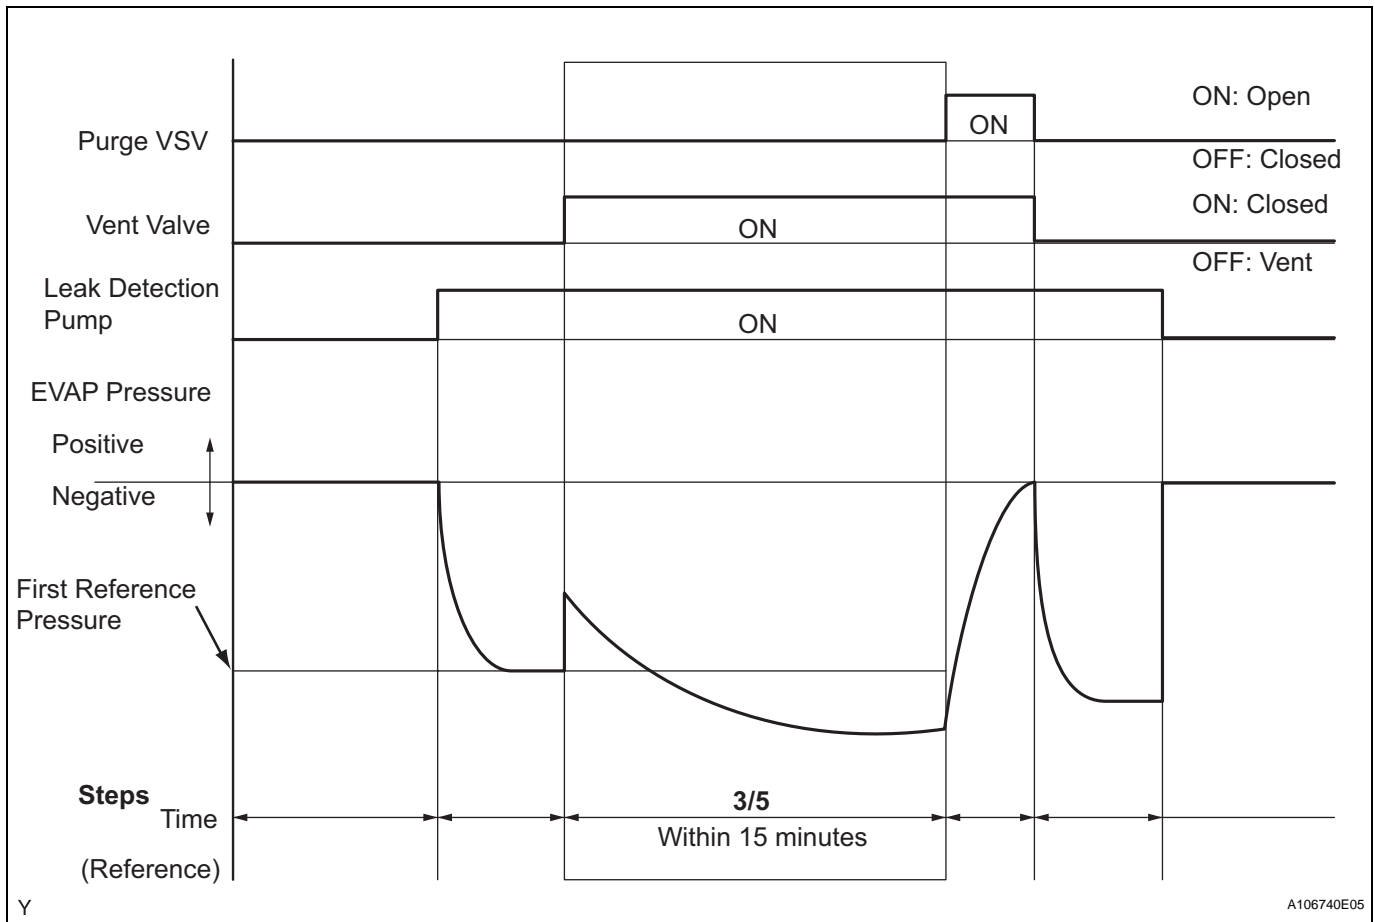 ON: Open
ON
Purge VSV
OFF: Closed
ON: Closed
Vent Valve
ON
OFF: Vent
Leak Detection
Pump
ON
EVAP Pressure
Positive
Negative
First Reference
Pressure
Steps
3/5
Time
Within 15 minutes
(Reference)
Y
A106740E05